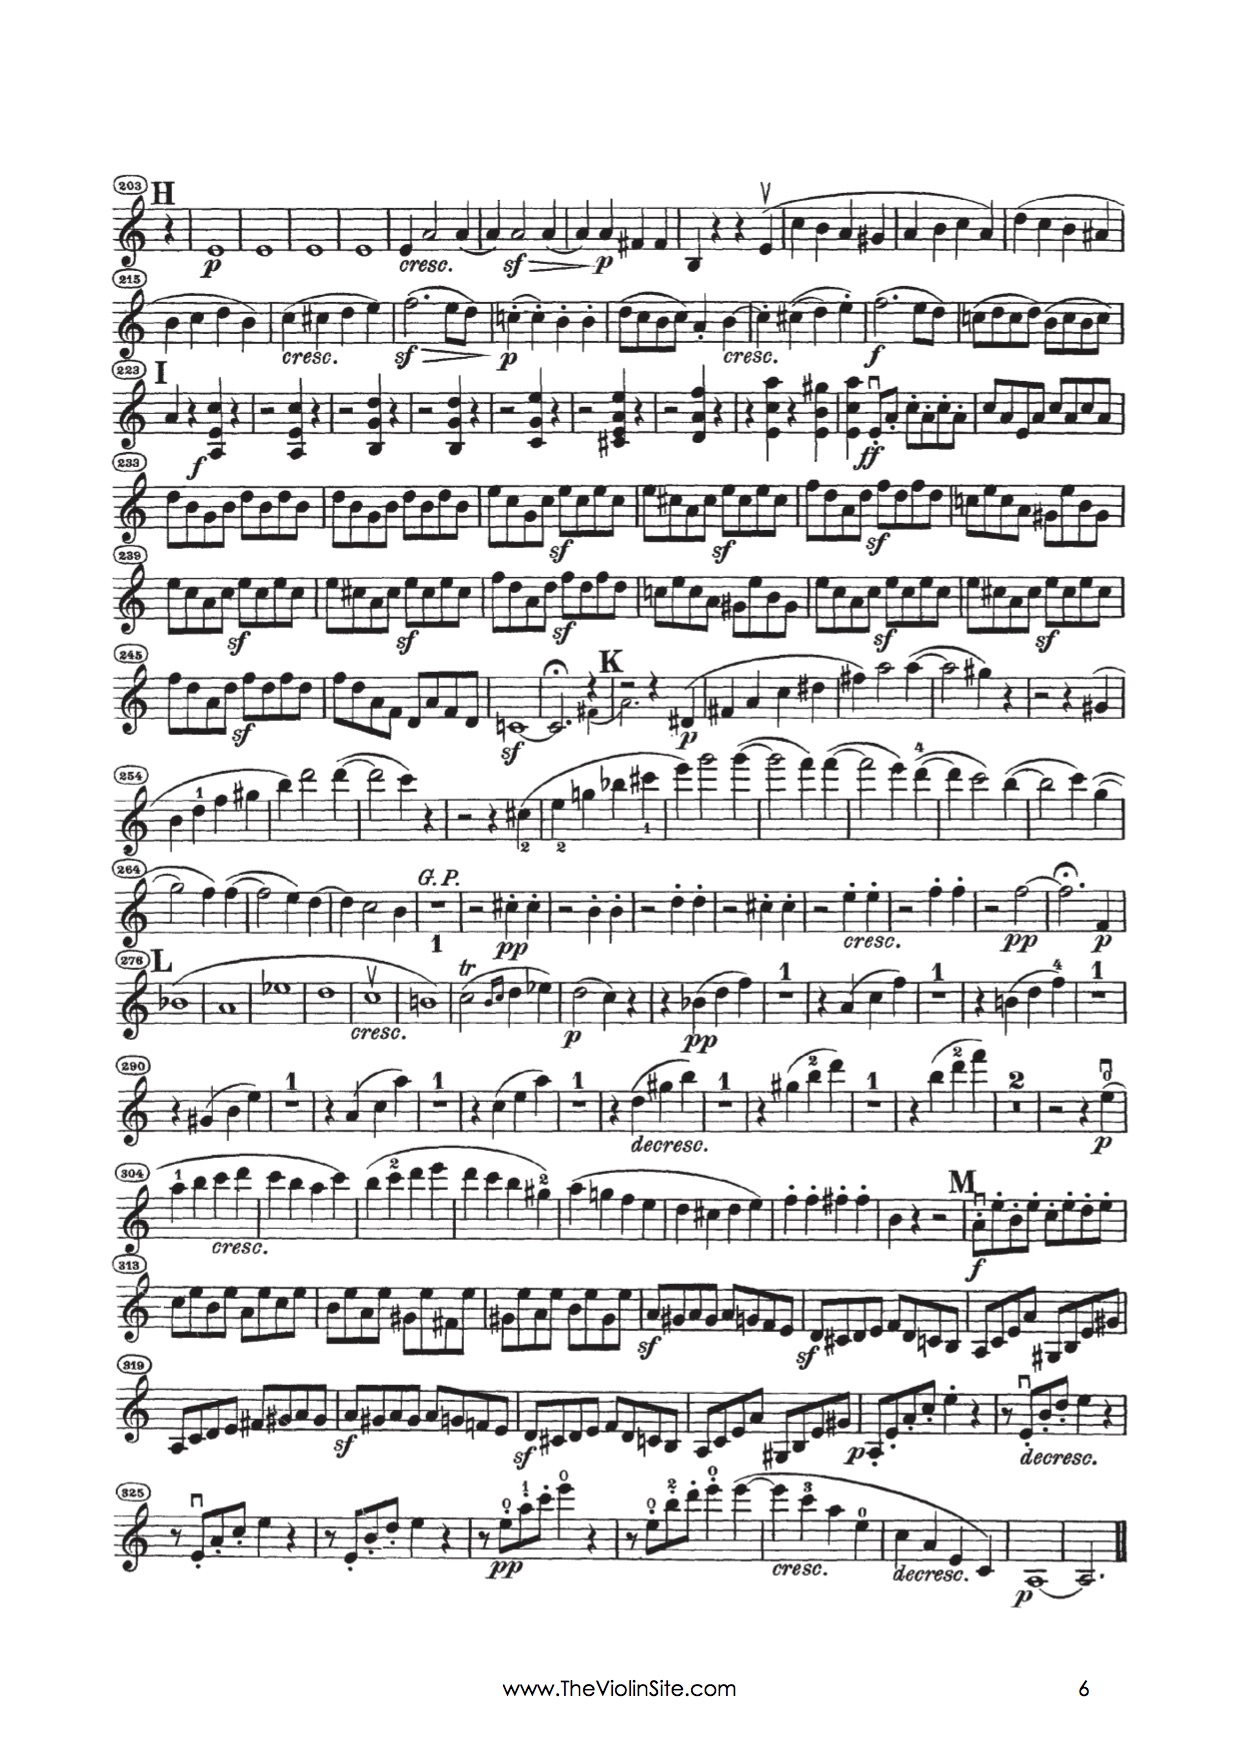 203 H
p cresc. sf p
215
cresc. sf p cresc. f
223 I
f ff
233
sf sf sf
239
sf sf sf sf sf
245 K
sf sf p
254 1 4
2 2 1
264 G. P.
1 pp cresc. pp p
276 L tr 1 1 4 1
cresc. p pp
290 1 1 1 1 2 1 2 2
decresc. p
304 1 2 2 M
cresc. f
313
sf sf
319
sf sf p decresc.
325 0 1 0 0 2 0 3 0
pp cresc. decresc. p
www.TheViolinSite.com 6